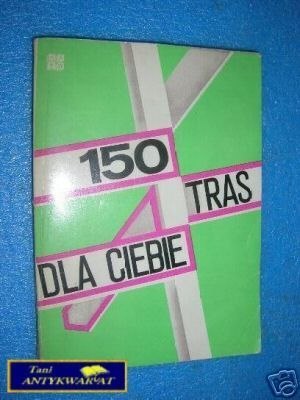 150
TRAS
DLA CIEBIE
Tani
ANTYKWARIAT